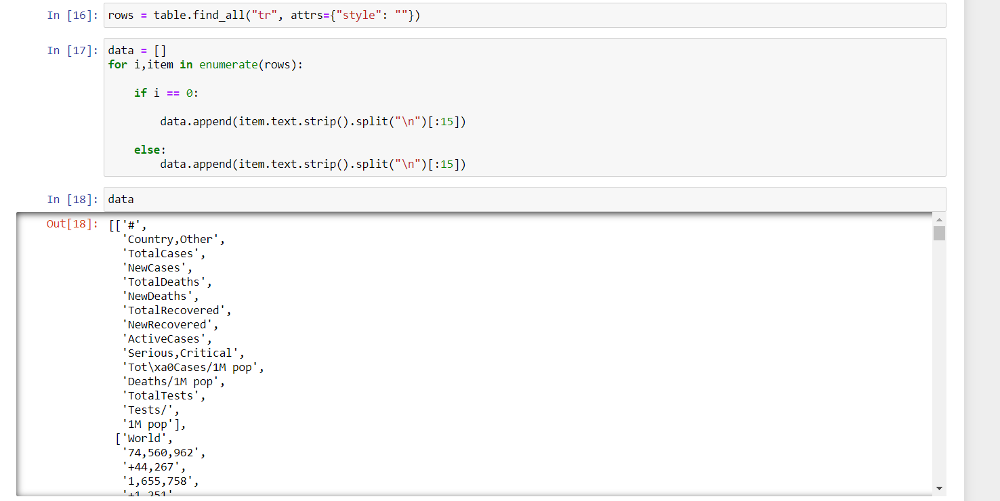 In [16]: rows = table.find_all("tr", attrs={"style": ""})
In [17]: data = []
for i,item in enumerate(rows):
if i == 0:
data.append(item.text.strip().split("\n")[:15])
else:
data.append(item.text.strip().split("\n")[:15])
In [18]: data
Out[18]: [['#',
'Country,Other',
'TotalCases',
'NewCases',
'TotalDeaths',
'NewDeaths',
'TotalRecovered',
'NewRecovered',
'ActiveCases',
'Serious,Critical',
'Tot\xa0Cases/1M pop',
'Deaths/1M pop',
'TotalTests',
'Tests/',
'1M pop'],
['World',
'74,560,962',
'+44,267',
'1,655,758',
'+1,251',